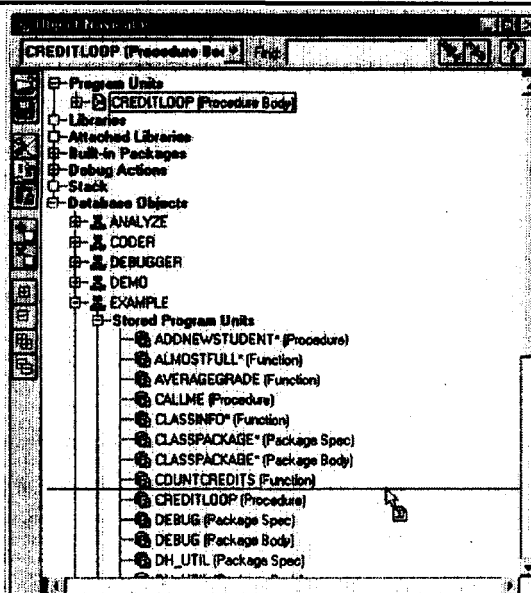 Object Navigator
CREDITLOOP (Procedure Bo
Find:
Program Units
CREDITLOOP (Procedure Body)
Libraries
Attached Libraries
Built-in Packages
Debug Actions
Stack
Database Objects
ANALYZE
CODER
DEBUGGER
DEMO
EXAMPLE
Stored Program Units
ADDNEWSTUDENT* (Procedure)
ALMOSTFULL* (Function)
AVERAGEGRADE (Function)
CALLME (Procedure)
CLASSINFO* (Function)
CLASSPACKAGE* (Package Spec)
CLASSPACKAGE* (Package Body)
COUNTCREDITS (Function)
CREDITLOOP (Procedure)
DEBUG (Package Spec)
DEBUG (Package Body)
DH_UTIL (Package Spec)